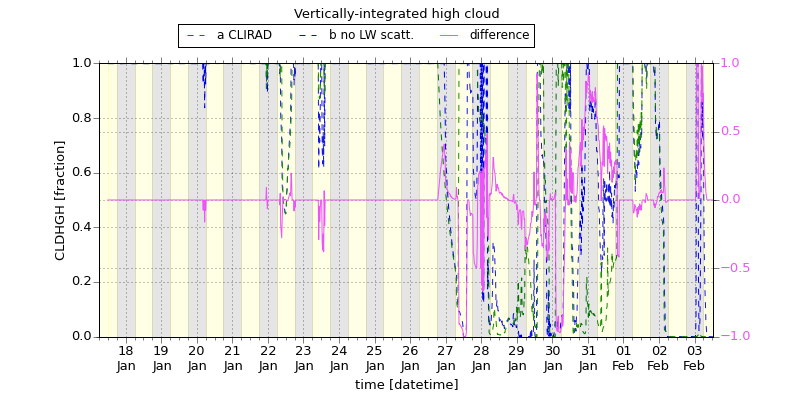 Vertically-integrated high cloud
a CLIRAD b no LW scatt. difference
1.0 1.0
0.8
0.5
0.6
0.0
0.4
−0.5
0.2
0.0 −1.0
CLDHGH [fraction]
18 19 20 21 22 23 24 25 26 27 28 29 30 31 01 02 03
Jan Jan Jan Jan Jan Jan Jan Jan Jan Jan Jan Jan Jan Jan Feb Feb Feb
time [datetime]